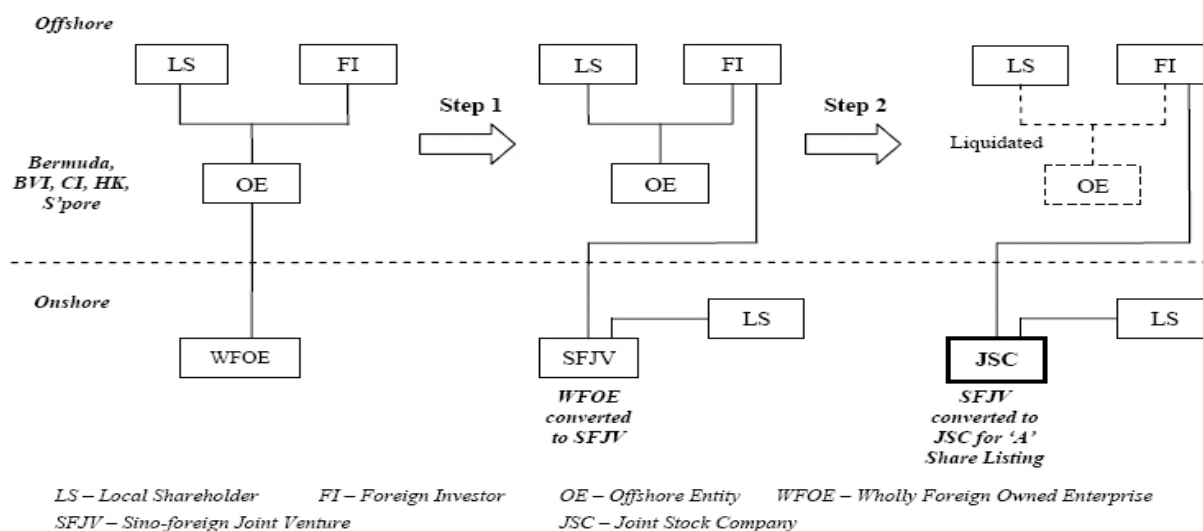 Offshore
LS
FI
LS
FI
LS
FI
Step 1
Step 2
Liquidated
Bermuda,
BVI, CI, HK,
S'pore
OE
OE
OE
Onshore
LS
LS
WFOE
SFJV
JSC
WFOE
converted
to SFJV
SFJV
converted to
JSC for ‘A’
Share Listing
LS – Local Shareholder
FI – Foreign Investor
OE – Offshore Entity
WFOE – Wholly Foreign Owned Enterprise
SFJV – Sino-foreign Joint Venture
JSC – Joint Stock Company